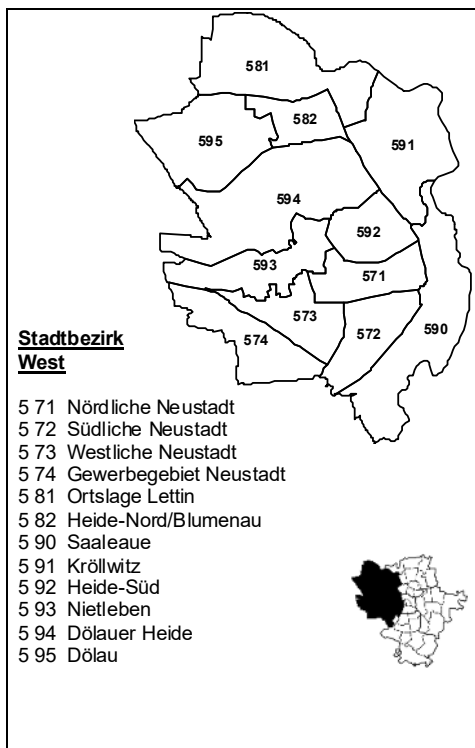 581
582
591
595
594
592
593
571
590
573
572
574
Stadtbezirk
West
5 71 Nördliche Neustadt
5 72 Südliche Neustadt
5 73 Westliche Neustadt
5 74 Gewerbegebiet Neustadt
5 81 Ortslage Lettin
5 82 Heide-Nord/Blumenau
5 90 Saaleaue
5 91 Kröllwitz
5 92 Heide-Süd
5 93 Nietleben
5 94 Dölauer Heide
5 95 Dölau